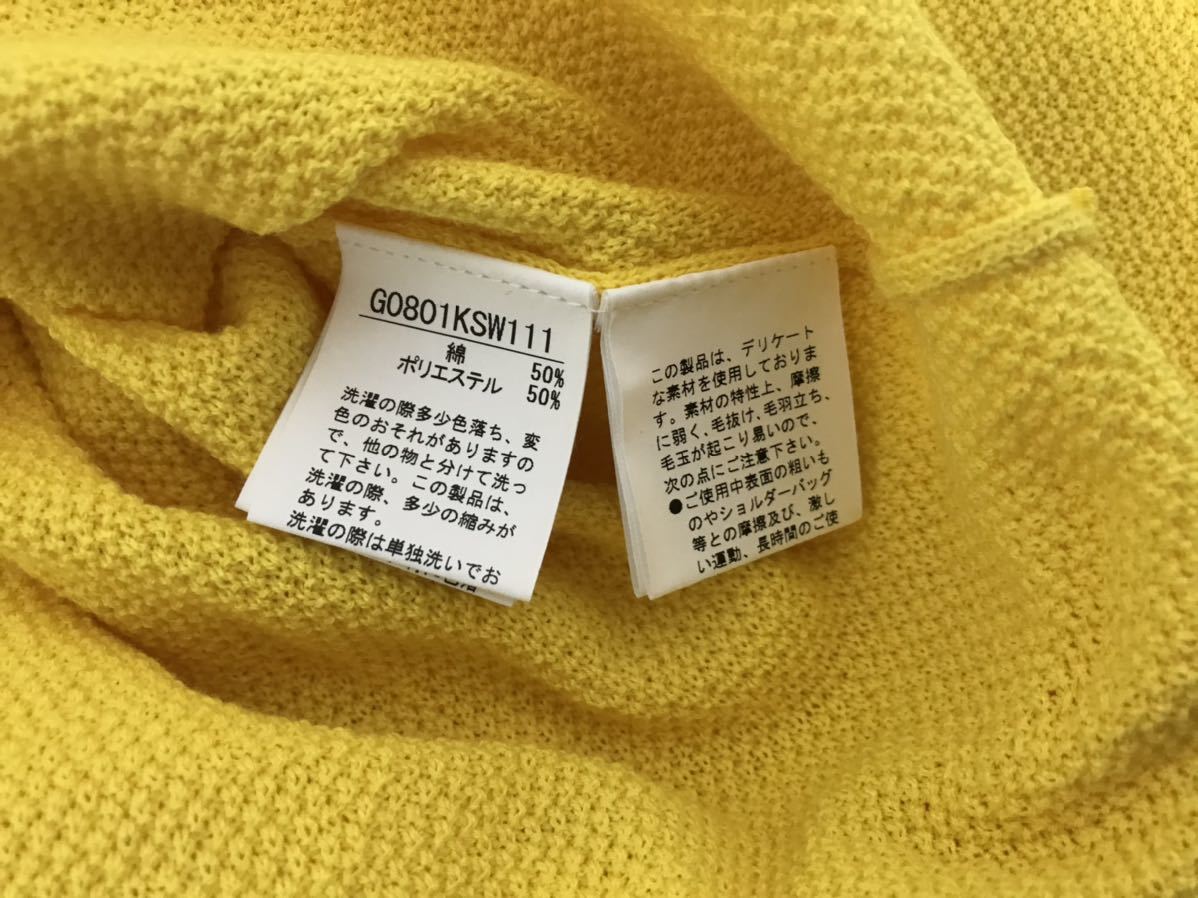 G0801KSW111
綿 50%
ポリエステル 50%
洗濯の際多少色落ち、変
色のおそれがありますの
で、他の物と分けて洗っ
て下さい。この製品は、
洗濯の際、多少の縮みが
あります。
洗濯の際は単独洗いでお
この製品は、デリケート
な素材を使用しておりま
す。素材の特性上、摩擦
に弱く、毛抜け、毛羽立ち、
毛玉が起こり易いので、
次の点にご注意下さい。
●ご使用中表面の粗いも
のやショルダーバッグ
等との摩擦及び、激し
い運動、長時間のご使